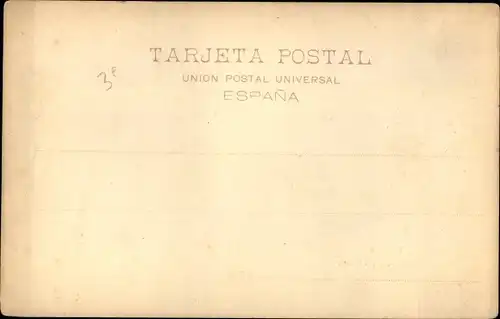 TARJETA POSTAL
3F
UNION POSTAL UNIVERSAL
ESPAÑA